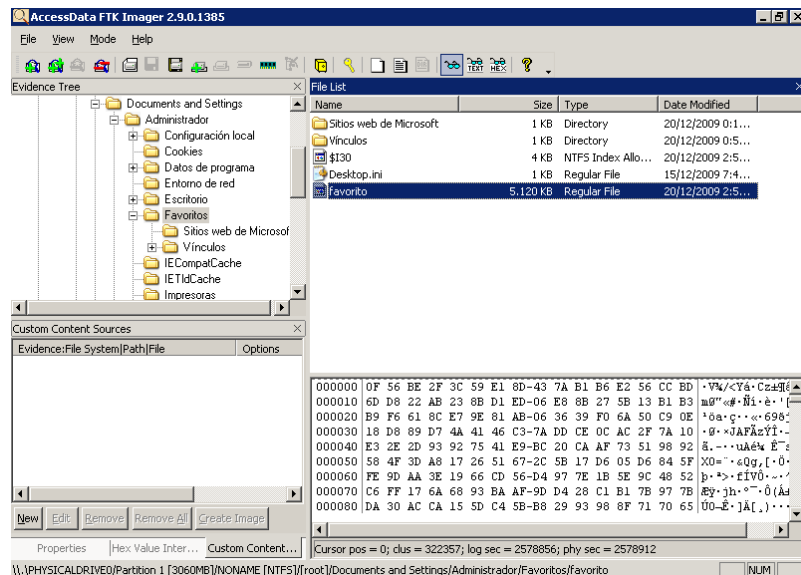 AccessData FTK Imager 2.9.0.1385
File View Mode Help
Evidence Tree
Documents and Settings
Administrador
Configuración local
Cookies
Datos de programa
Entorno de red
Escritorio
Favoritos
Sitios web de Microsof
Vínculos
IECompatCache
IETldCache
Impresoras
Custom Content Sources
Evidence:File System|Path|File Options
New Edit Remove Remove All Create Image
Properties Hex Value Inter... Custom Content...
File List
Name Size Type Date Modified
Sitios web de Microsoft 1 KB Directory 20/12/2009 0:1...
Vínculos 1 KB Directory 20/12/2009 0:5...
$I30 4 KB NTFS Index Allo... 20/12/2009 2:5...
Desktop.ini 1 KB Regular File 15/12/2009 7:4...
favorito 5.120 KB Regular File 20/12/2009 2:5...
000000 0F 56 BE 2F 3C 59 E1 8D-43 7A B1 B6 E2 56 CC BD
000010 6D D8 22 AB 23 8B D1 ED-06 E8 8B 27 5B 13 B1 B3
000020 B9 F6 61 8C E7 9E 81 AB-06 36 39 F0 6A 50 C9 0E
000030 18 D8 89 D7 4A 41 46 C3-7A DD CE 0C AC 2F 7A 10
000040 E3 2E 2D 93 92 75 41 E9-BC 20 CA AF 73 51 98 92
000050 58 4F 3D A8 17 26 51 67-2C 5B 17 D6 05 D6 84 5F
000060 FE 9D AA 3E 19 66 CD 56-D4 97 7E 1B 5E 9C 48 52
000070 C6 FF 17 6A 68 93 BA AF-9D D4 28 C1 B1 7B 97 7B
000080 DA 30 AC CA 15 5D C4 5B-B8 29 93 98 8F 71 70 65
Cursor pos = 0; clus = 322357; log sec = 2578856; phy sec = 2578912
\\.\PHYSICALDRIVE0/Partition 1 [3060MB]/NONAME [NTFS]/[root]/Documents and Settings/Administrador/Favoritos/favorito NUM